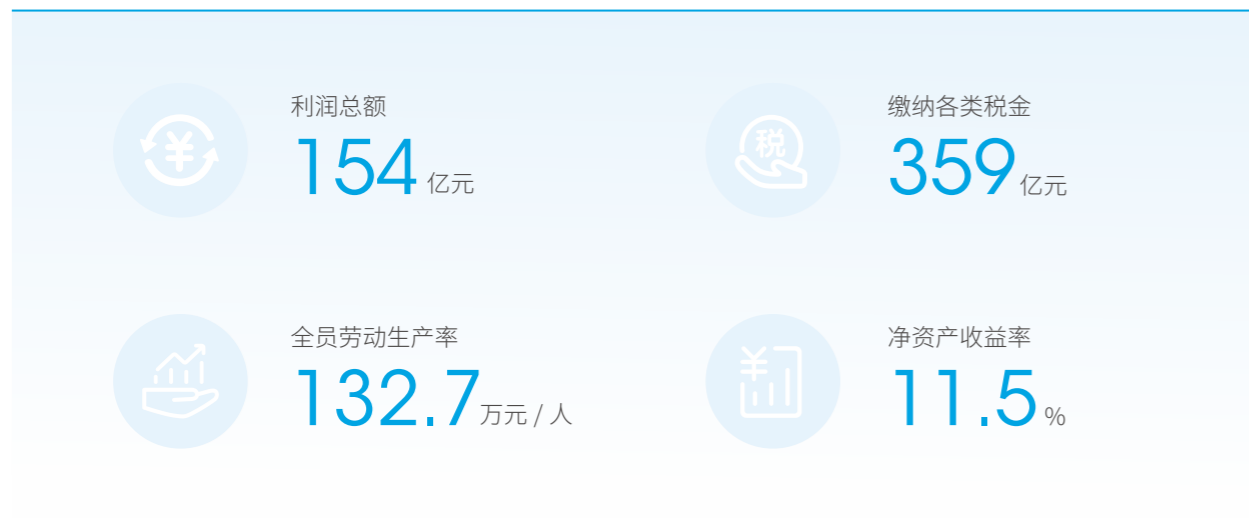 利润总额
154 亿元
税
缴纳各类税金
359 亿元
全员劳动生产率
132.7 万元 / 人
¥
净资产收益率
11.5 %